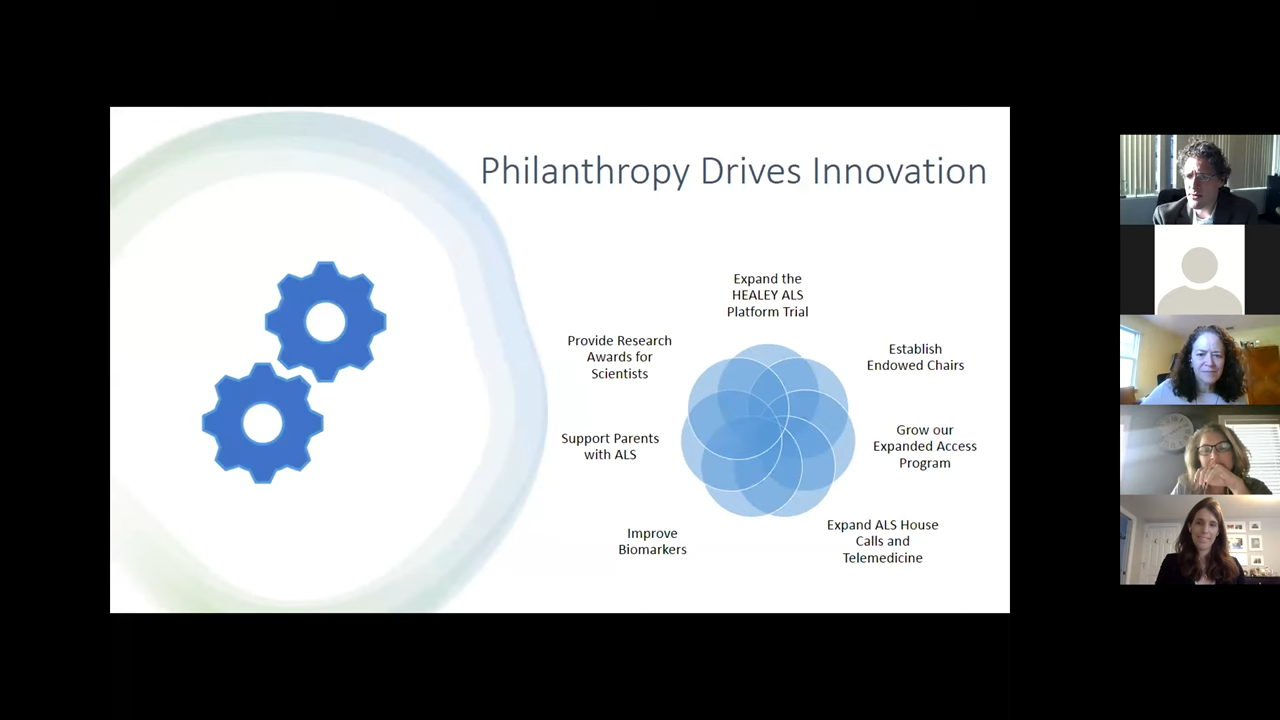 Philanthropy Drives Innovation
Expand the
HEALEY ALS
Platform Trial
Establish
Endowed Chairs
Grow our
Expanded Access
Program
Expand ALS House
Calls and
Telemedicine
Improve
Biomarkers
Support Parents
with ALS
Provide Research
Awards for
Scientists